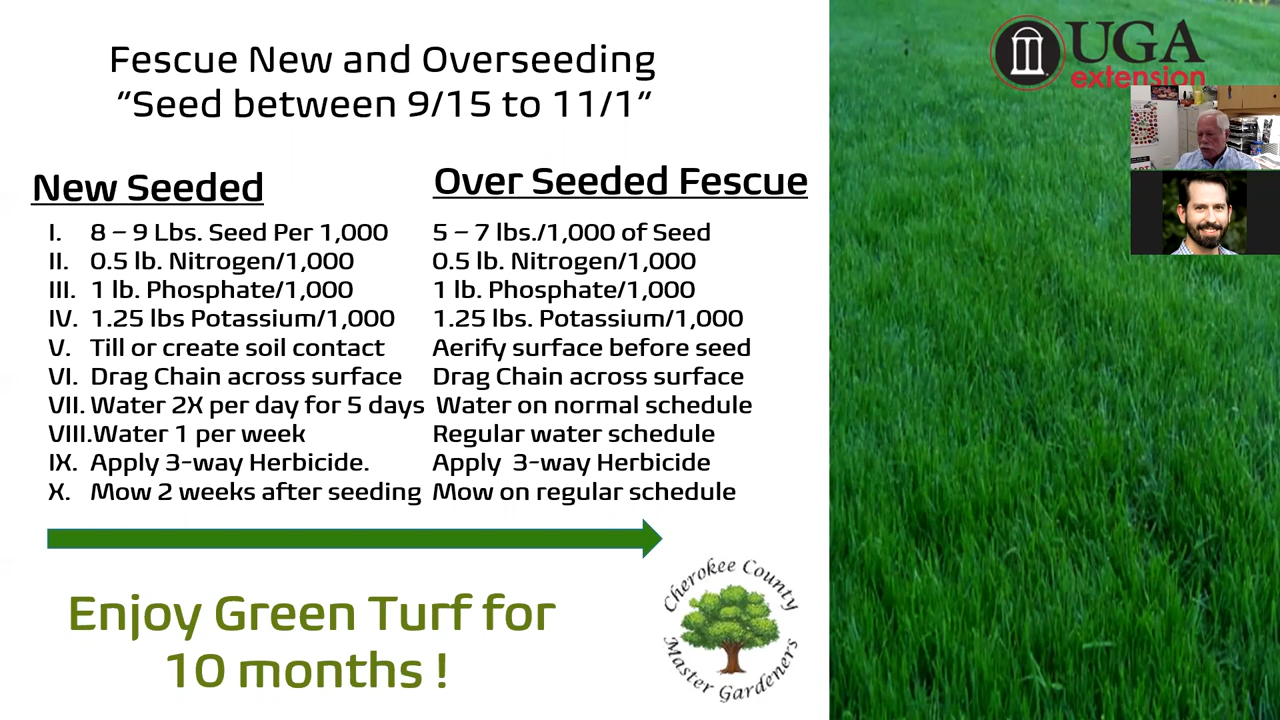 Fescue New and Overseeding
"Seed between 9/15 to 11/1"
New Seeded
I. 8 – 9 Lbs. Seed Per 1,000
II. 0.5 lb. Nitrogen/1,000
III. 1 lb. Phosphate/1,000
IV. 1.25 lbs Potassium/1,000
V. Till or create soil contact
VI. Drag Chain across surface
VII. Water 2X per day for 5 days
VIII.Water 1 per week
IX. Apply 3-way Herbicide.
X. Mow 2 weeks after seeding
Over Seeded Fescue
5 – 7 lbs./1,000 of Seed
0.5 lb. Nitrogen/1,000
1 lb. Phosphate/1,000
1.25 lbs. Potassium/1,000
Aerify surface before seed
Drag Chain across surface
Water on normal schedule
Regular water schedule
Apply 3-way Herbicide
Mow on regular schedule
Enjoy Green Turf for
10 months !
Cherokee County
Master Gardeners
UGA
extension